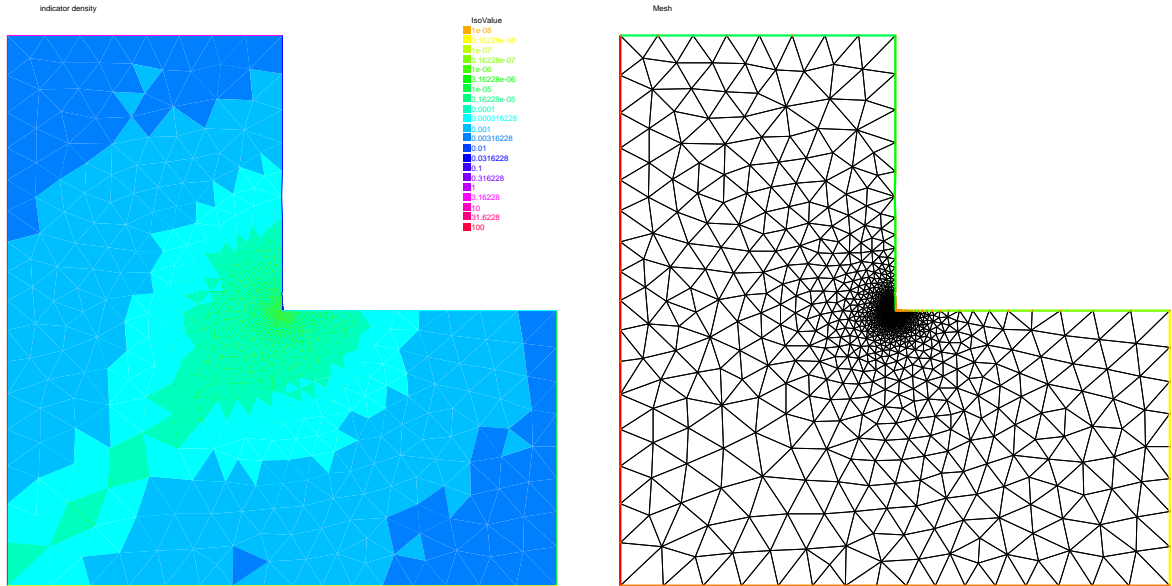 indicator density
IsoValue
1e-08
3.16228e-08
1e-07
3.16228e-07
1e-06
3.16228e-06
1e-05
3.16228e-05
0.0001
0.000316228
0.001
0.00316228
0.01
0.0316228
0.1
0.316228
1
3.16228
10
31.6228
100
Mesh